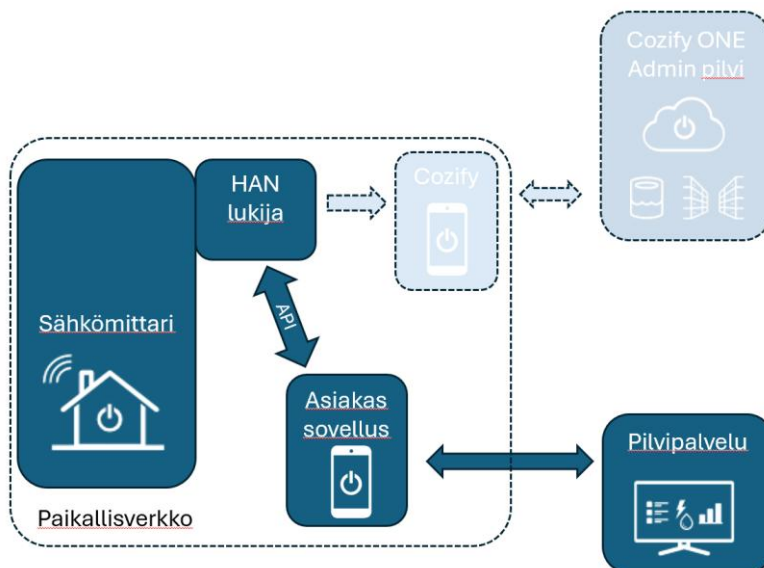 Cozify ONE
Admin pilvi
HAN
lukija
Cozify
Sähkömittari
API
Asiakas
sovellus
Pilvipalvelu
Paikallisverkko